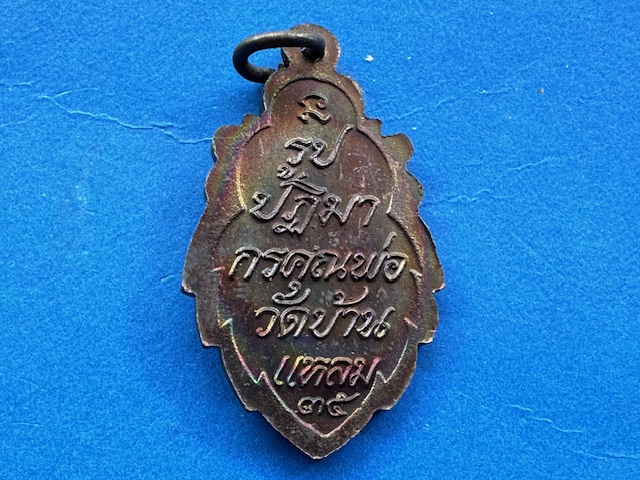 รูป
ปั้ฏิมา
กรคุณพ่อ
วัดบ้าน
แหลม
๓๕